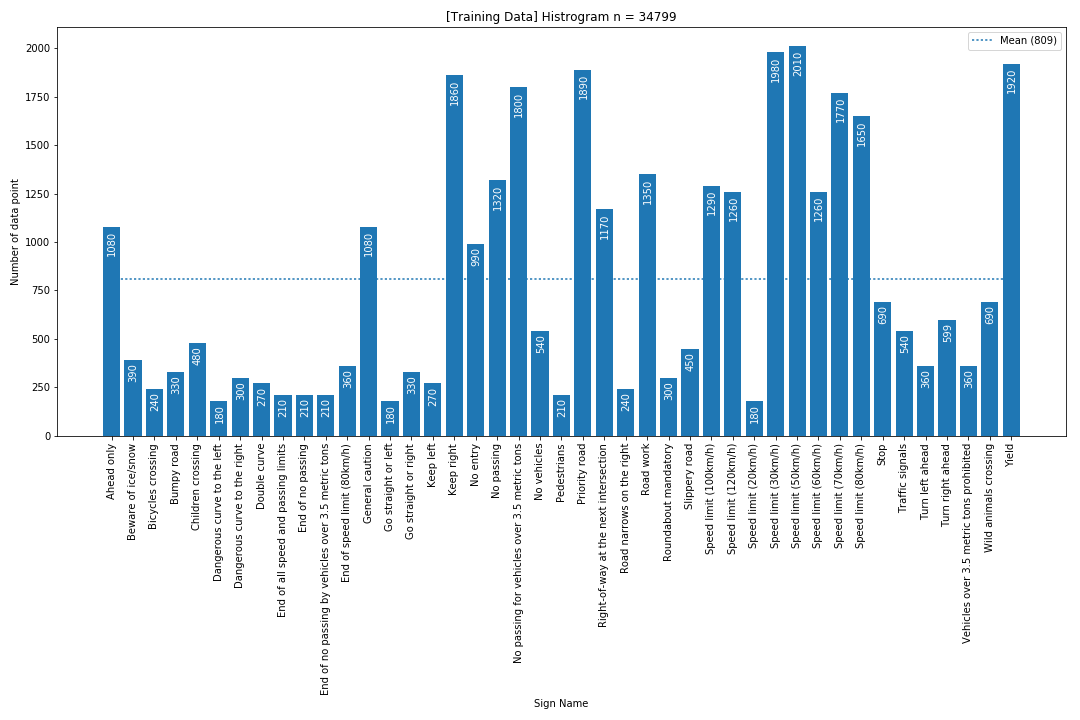 [Training Data] Histrogram n = 34799
Mean (809)
Number of data point
2000
1750
1500
1250
1000
750
500
250
0
1080
390
240
330
480
180
300
270
210
210
210
360
1080
180
330
270
1860
990
1320
1800
540
210
1890
1170
240
1350
300
450
1290
1260
180
1980
2010
1260
1770
1650
690
540
360
599
360
690
1920
Ahead only
Beware of ice/snow
Bicycles crossing
Bumpy road
Children crossing
Dangerous curve to the left
Dangerous curve to the right
Double curve
End of all speed and passing limits
End of no passing
End of no passing by vehicles over 3.5 metric tons
End of speed limit (80km/h)
General caution
Go straight or left
Go straight or right
Keep left
Keep right
No entry
No passing
No passing for vehicles over 3.5 metric tons
No vehicles
Pedestrians
Priority road
Right-of-way at the next intersection
Road narrows on the right
Road work
Roundabout mandatory
Slippery road
Speed limit (100km/h)
Speed limit (120km/h)
Speed limit (20km/h)
Speed limit (30km/h)
Speed limit (50km/h)
Speed limit (60km/h)
Speed limit (70km/h)
Speed limit (80km/h)
Stop
Traffic signals
Turn left ahead
Turn right ahead
Vehicles over 3.5 metric tons prohibited
Wild animals crossing
Yield
Sign Name